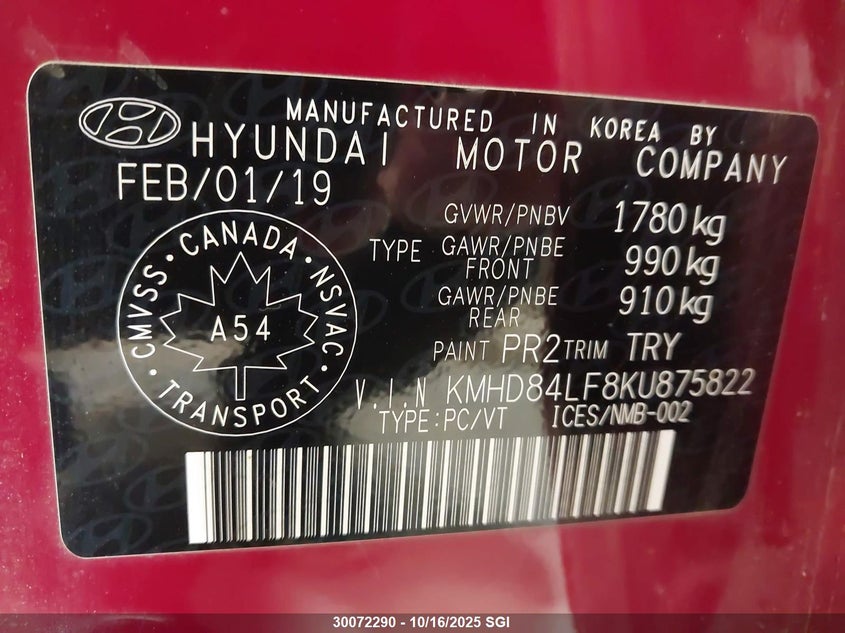 MANUFACTURED IN KOREA BY
HYUNDAI MOTOR COMPANY
FEB/01/19
GVWR/PNBV 1780 kg
TYPE GAWR/PNBE FRONT 990 kg
GAWR/PNBE REAR 910 kg
PAINT PR2 TRIM TRY
V.I.N KMHD84LF8KU875822
TYPE:PC/VT ICES/NMB-002
CMVSS · CANADA · NSVAC · TRANSPORT ·
A54
30072290 - 10/16/2025 SGI